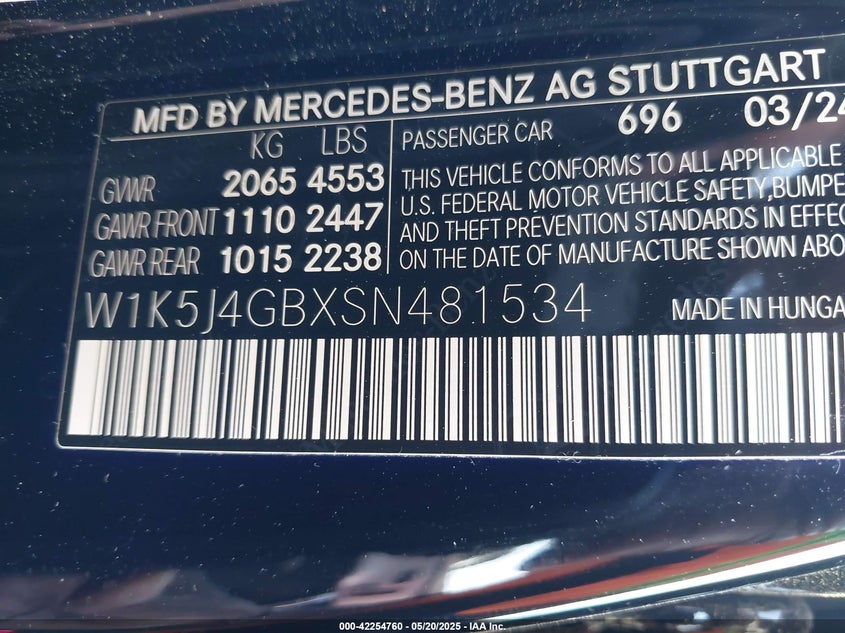 MFD BY MERCEDES-BENZ AG STUTTGART
KG LBS
GVWR 2065 4553
GAWR FRONT 1110 2447
GAWR REAR 1015 2238
PASSENGER CAR 696 03/24
THIS VEHICLE CONFORMS TO ALL APPLICABLE
U.S. FEDERAL MOTOR VEHICLE SAFETY, BUMPE
AND THEFT PREVENTION STANDARDS IN EFFEC
ON THE DATE OF MANUFACTURE SHOWN ABO
W1K5J4GBXSN481534 MADE IN HUNGA
000-42254760 - 05/20/2025 - IAA Inc.